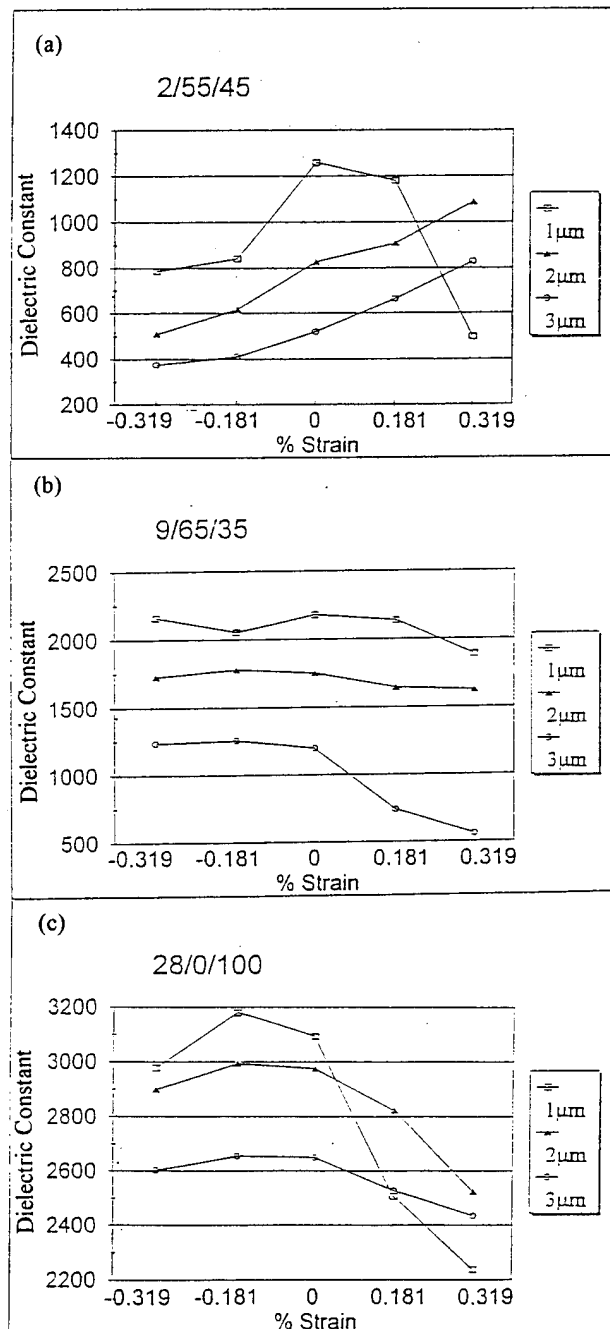 (a)
2/55/45
Dielectric Constant
1400
1200
1000
800
600
400
200
-0.319 -0.181 0 0.181 0.319
% Strain
1µm
2µm
3µm
(b)
9/65/35
Dielectric Constant
2500
2000
1500
1000
500
-0.319 -0.181 0 0.181 0.319
% Strain
1µm
2µm
3µm
(c)
28/0/100
Dielectric Constant
3200
3000
2800
2600
2400
2200
-0.319 -0.181 0 0.181 0.319
% Strain
1µm
2µm
3µm